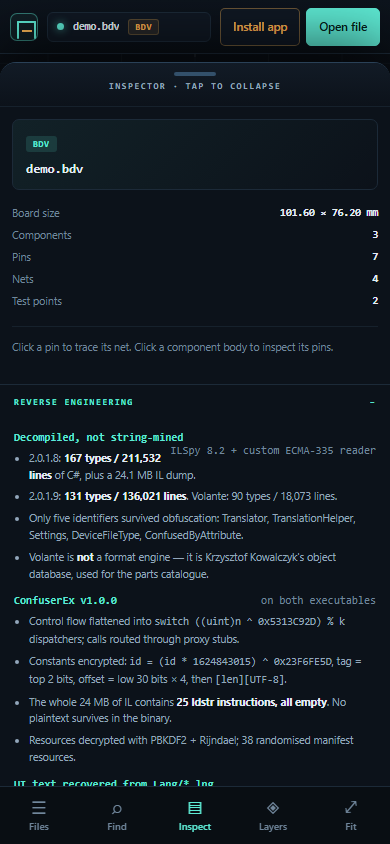 demo.bdv BDV Install app Open file
INSPECTOR · TAP TO COLLAPSE
BDV
demo.bdv
Board size 101.60 × 76.20 mm
Components 3
Pins 7
Nets 4
Test points 2
Click a pin to trace its net. Click a component body to inspect its pins.
REVERSE ENGINEERING –
Decompiled, not string-mined
ILSpy 8.2 + custom ECMA-335 reader
• 2.0.1.8: 167 types / 211,532
lines of C#, plus a 24.1 MB IL dump.
• 2.0.1.9: 131 types / 136,021 lines. Volante: 90 types / 18,073 lines.
• Only five identifiers survived obfuscation: Translator, TranslationHelper,
Settings, DeviceFileType, ConfusedByAttribute.
• Volante is not a format engine — it is Krzysztof Kowalczyk's object
database, used for the parts catalogue.
ConfuserEx v1.0.0 on both executables
• Control flow flattened into switch ((uint)n ^ 0x5313C92D) % k
dispatchers; calls routed through proxy stubs.
• Constants encrypted: id = (id * 1624843015) ^ 0x23F6FE5D, tag =
top 2 bits, offset = low 30 bits × 4, then [len][UTF-8].
• The whole 24 MB of IL contains 25 ldstr instructions, all empty. No
plaintext survives in the binary.
• Resources decrypted with PBKDF2 + Rijndael; 38 randomised manifest
resources.
UI text recovered from Lang/*.lng
Files Find Inspect Layers Fit